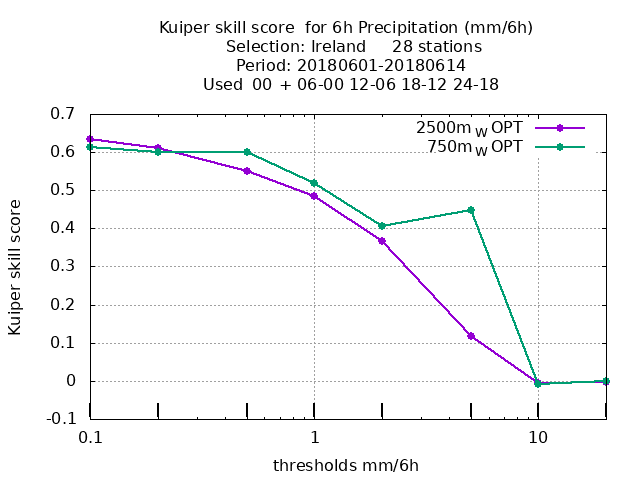 Kuiper skill score  for 6h Precipitation (mm/6h)
Selection: Ireland     28 stations
Period: 20180601-20180614
Used  00  + 06-00 12-06 18-12 24-18
2500m W OPT
750m W OPT
0.7
0.6
0.5
0.4
0.3
0.2
0.1
0
-0.1
Kuiper skill score
0.1
1
10
thresholds mm/6h